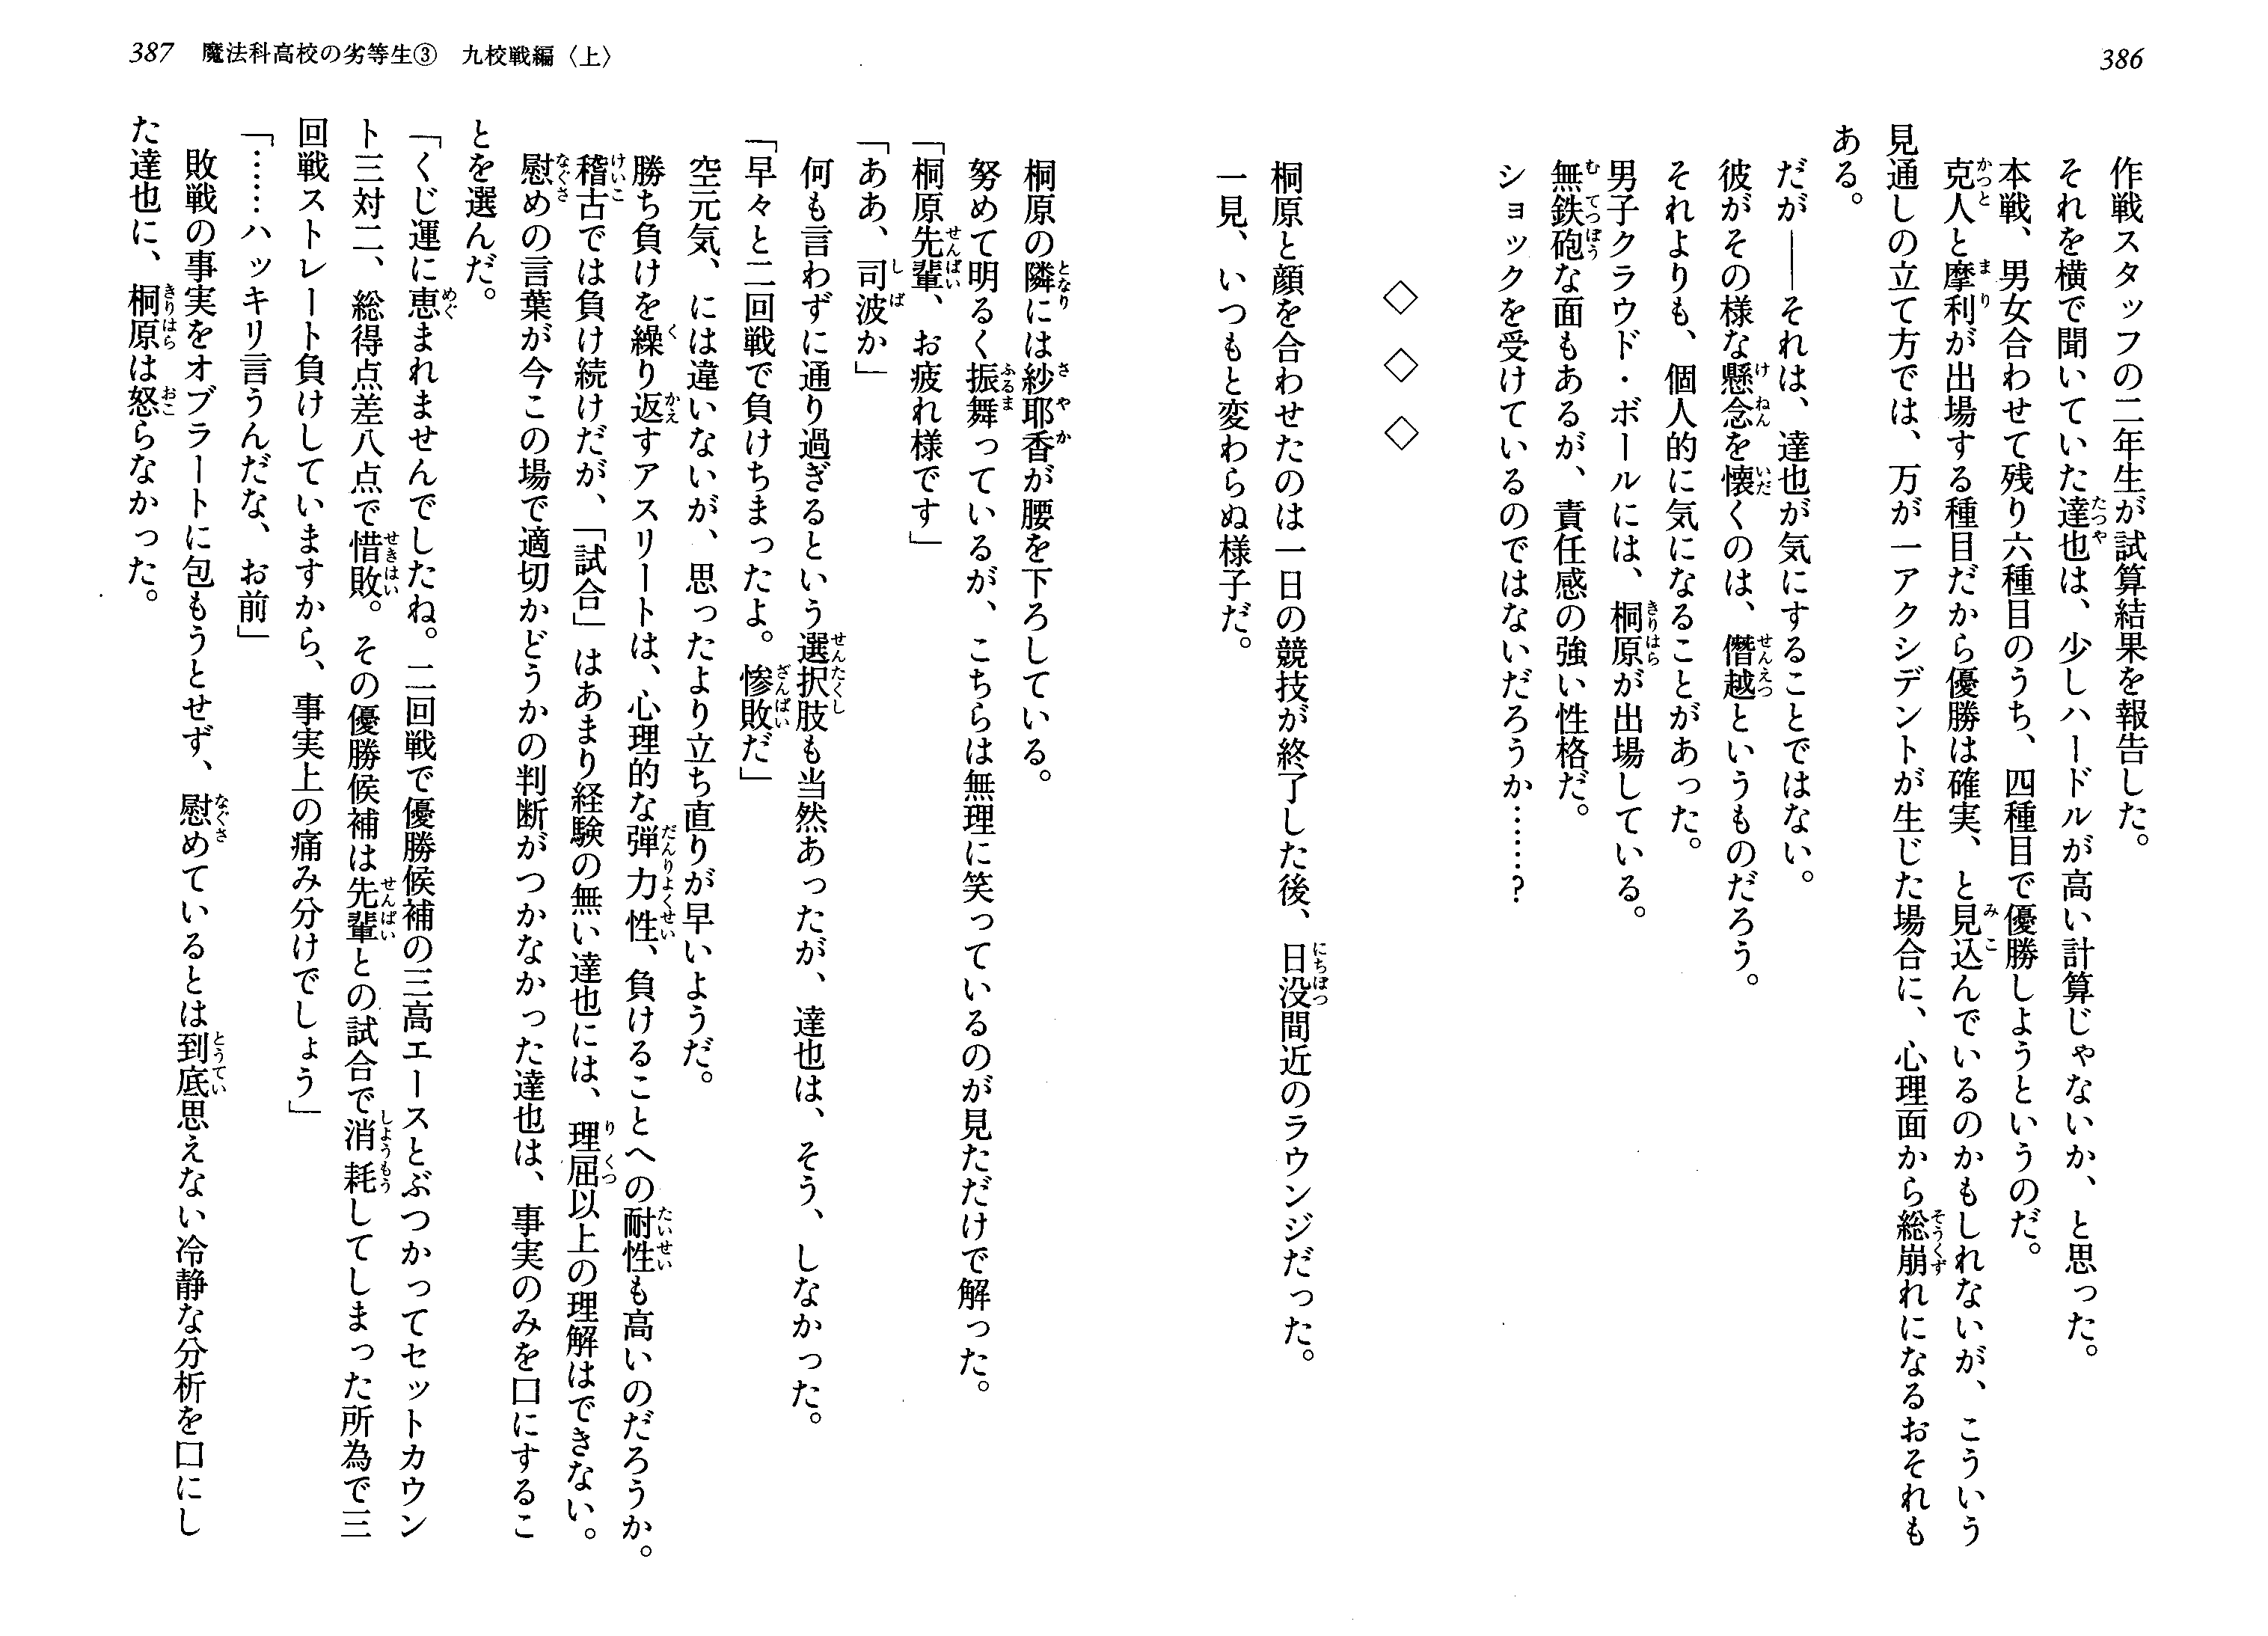 386
作戦スタッフの二年生が試算結果を報告した。
それを横で聞いていた達也は、少しハードルが高い計算じゃないか、と思った。
本戦、男女合わせて残り六種目のうち、四種目で優勝しようというのだ。
克人と摩利が出場する種目だから優勝は確実、と見込んでいるのかもしれないが、こういう
見通しの立て方では、万が一アクシデントが生じた場合に、心理面から総崩れになるおそれも
ある。
だが――それは、達也が気にすることではない。
彼がその様な懸念を懐くのは、僭越というものだろう。
それよりも、個人的に気になることがあった。
男子クラウド・ボールには、桐原が出場している。
無鉄砲な面もあるが、責任感の強い性格だ。
ショックを受けているのではないだろうか……?
◇ ◇ ◇
桐原と顔を合わせたのは一日の競技が終了した後、日没間近のラウンジだった。
一見、いつもと変わらぬ様子だ。
387 魔法科高校の劣等生③ 九校戦編〈上〉
桐原の隣には紗耶香が腰を下ろしている。
努めて明るく振舞っているが、こちらは無理に笑っているのが見ただけで解った。
「桐原先輩、お疲れ様です」
「ああ、司波か」
何も言わずに通り過ぎるという選択肢も当然あったが、達也は、そう、しなかった。
「早々と二回戦で負けちまったよ。惨敗だ」
空元気、には違いないが、思ったより立ち直りが早いようだ。
勝ち負けを繰り返すアスリートは、心理的な弾力性、負けることへの耐性も高いのだろうか。
稽古では負け続けだが、「試合」はあまり経験の無い達也には、理屈以上の理解はできない。
慰めの言葉が今この場で適切かどうかの判断がつかなかった達也は、事実のみを口にするこ
とを選んだ。
「くじ運に恵まれませんでしたね。二回戦で優勝候補の三高エースとぶつかってセットカウン
ト三対二、総得点差八点で惜敗。その優勝候補は先輩との試合で消耗してしまった所為で三
回戦ストレート負けしていますから、事実上の痛み分けでしょう」
「……ハッキリ言うんだな、お前」
敗戦の事実をオブラートに包もうとせず、慰めているとは到底思えない冷静な分析を口にし
た達也に、桐原は怒らなかった。